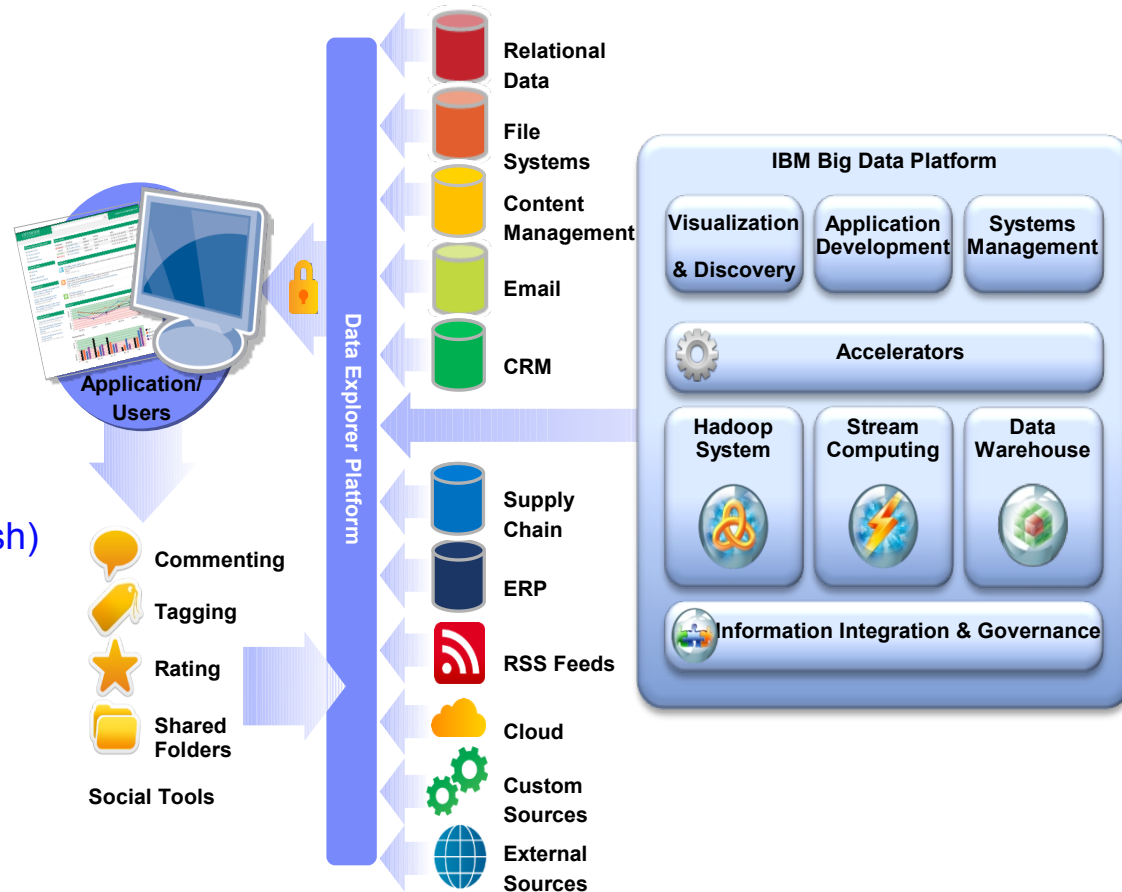 Relational
Data
File
Systems
Content
Management
Email
CRM
Supply
Chain
ERP
RSS Feeds
Cloud
Custom
Sources
External
Sources
Data Explorer Platform
Application/
Users
sh)
Commenting
Tagging
Rating
Shared
Folders
Social Tools
IBM Big Data Platform
Visualization
& Discovery
Application
Development
Systems
Management
Accelerators
Hadoop
System
Stream
Computing
Data
Warehouse
Information Integration & Governance